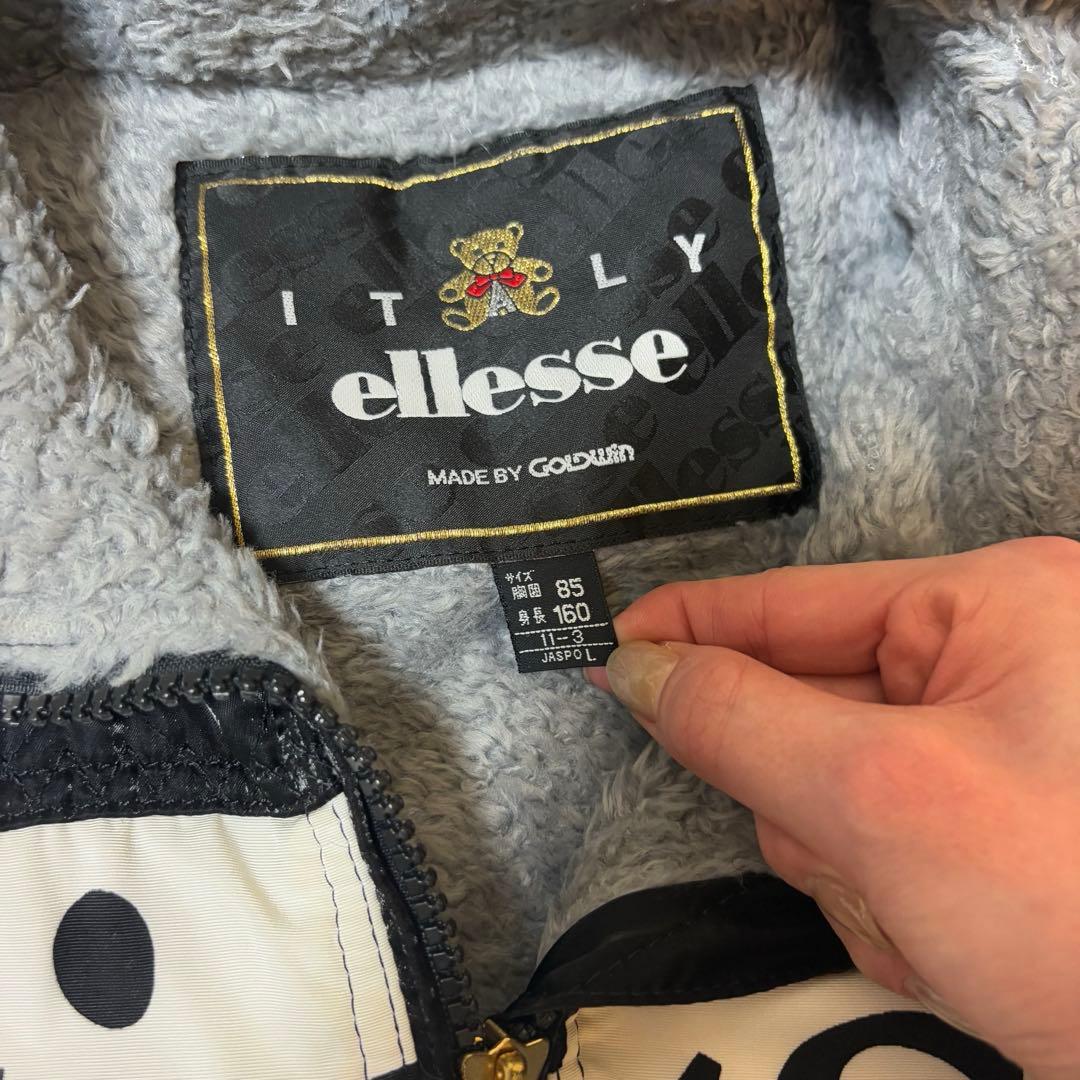 ITALY
ellesse
MADE BY GOLDWin
サイズ
胸囲 85
身長 160
11-3
JASPO L